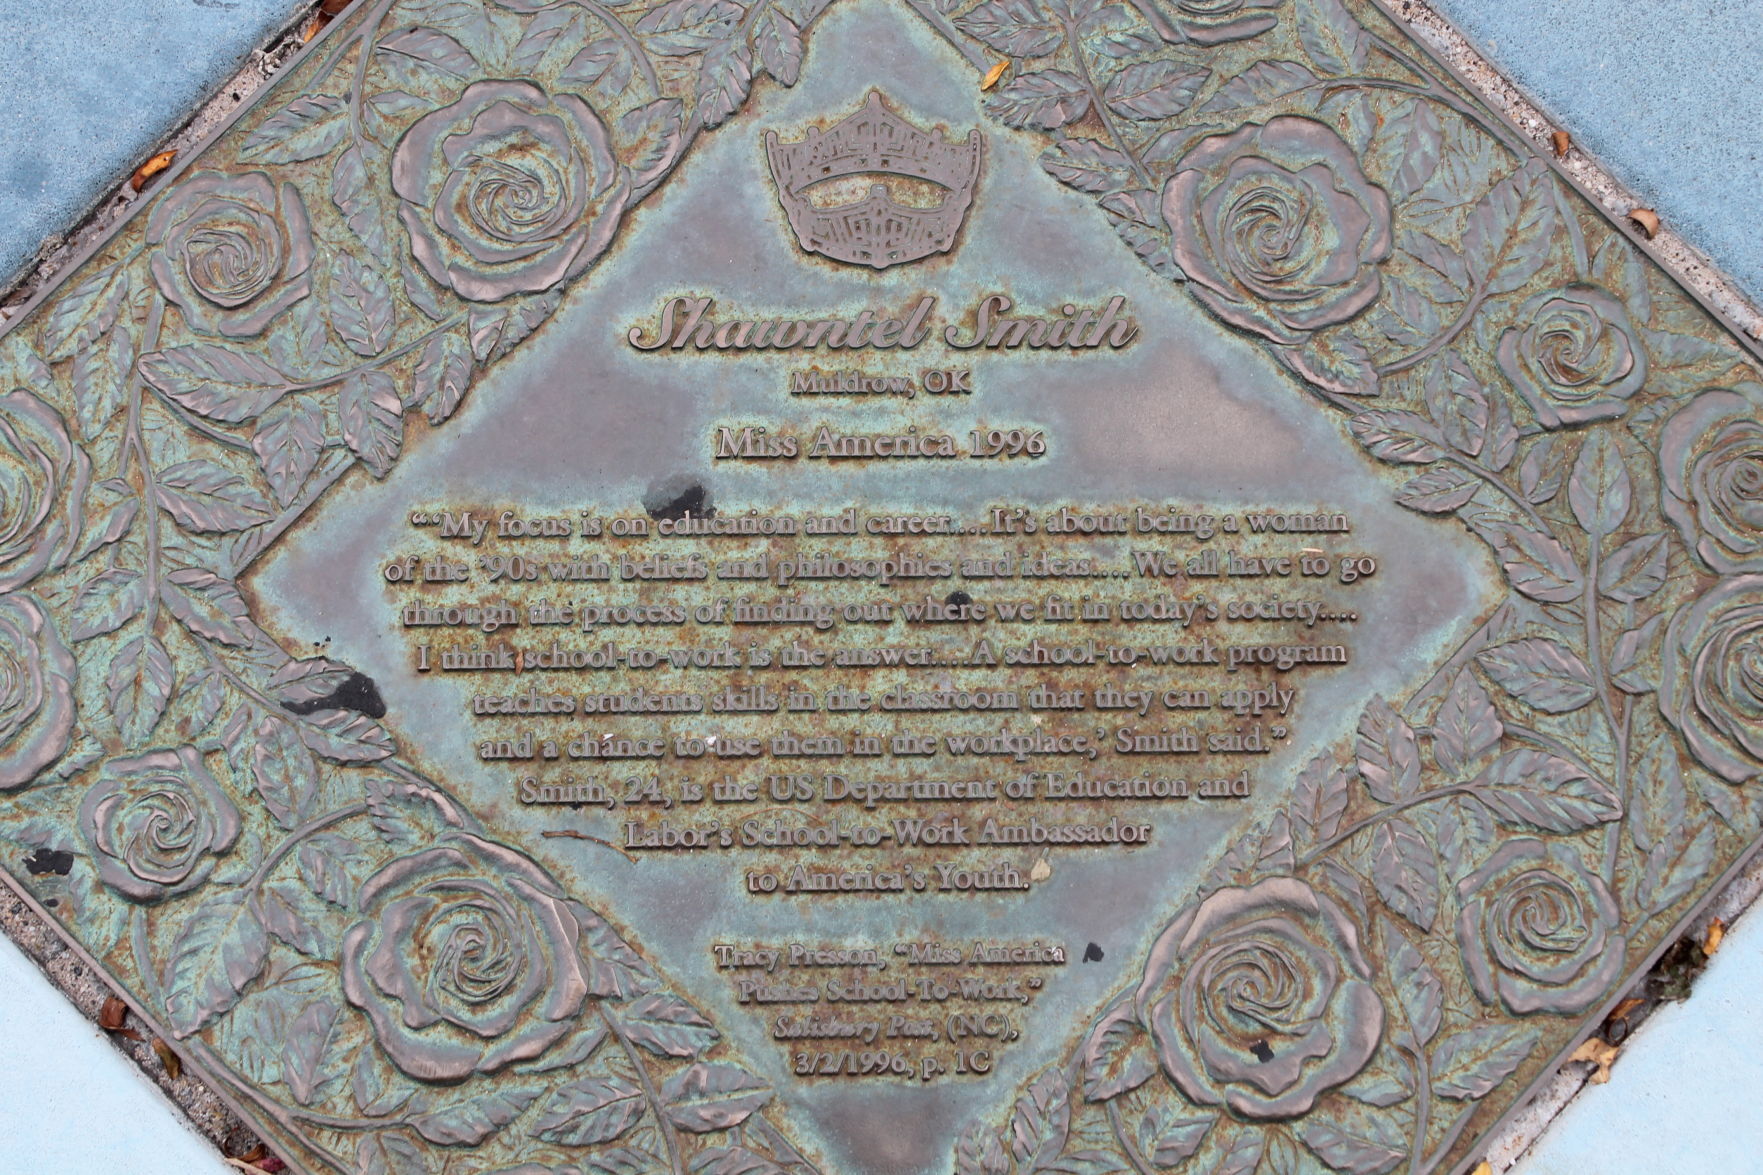 Shawntel Smith
Muldrow, OK
Miss America 1996
“‘My focus is on education and career....It’s about being a woman
of the ’90s with beliefs and philosophies and ideas....We all have to go
through the process of finding out where we fit in today’s society....
I think school-to-work is the answer....A school-to-work program
teaches students skills in the classroom that they can apply
and a chance to use them in the workplace,’ Smith said.”
Smith, 24, is the US Department of Education and
Labor’s School-to-Work Ambassador
to America’s Youth.
Tracy Presson, “Miss America
Pushes School-To-Work,”
Salisbury Post, (NC),
3/2/1996, p. 1C